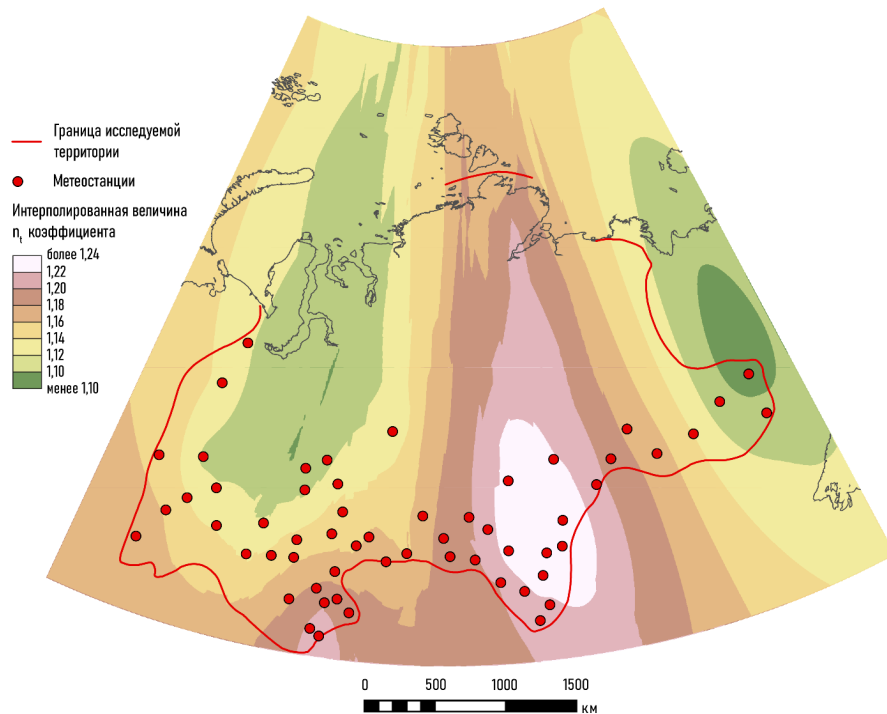 Граница исследуемой
территории
Метеостанции
Интерполированная величина
nt коэффициента
более 1,24
1,22
1,20
1,18
1,16
1,14
1,12
1,10
менее 1,10
0 500 1000 1500
км